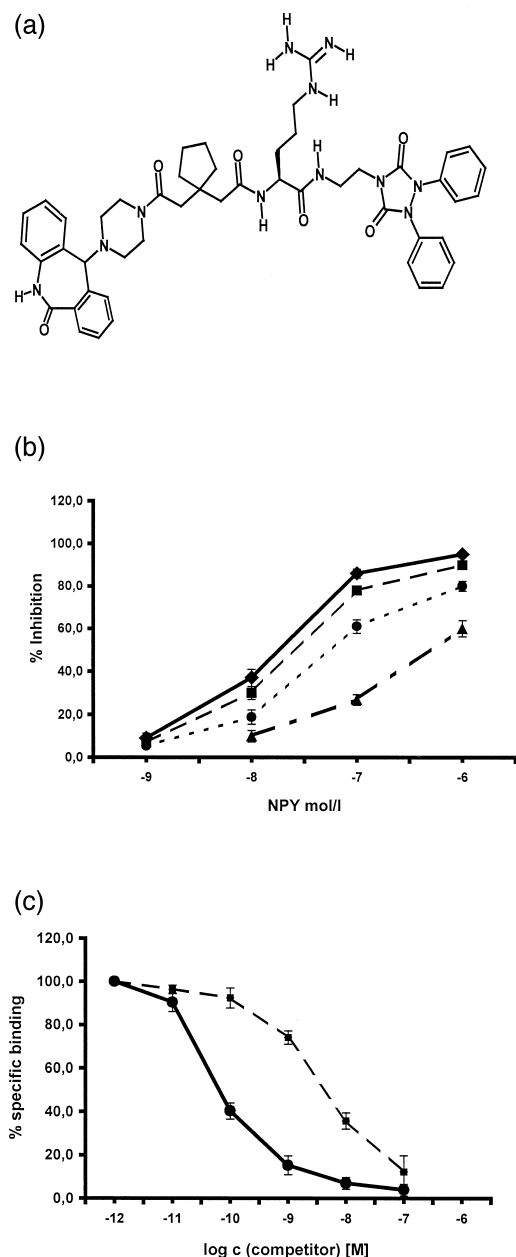 (a)
H
N N
H H
N
H
O
H
O O
N N N
N
N O N
H O
N
H N
O
(b)
120,0
100,0
80,0
60,0
40,0
20,0
0,0
% Inhibition
-9 -8 -7 -6
NPY mol/l
(c)
120,0
100,0
80,0
60,0
40,0
20,0
0,0
% specific binding
-12 -11 -10 -9 -8 -7 -6
log c (competitor) [M]